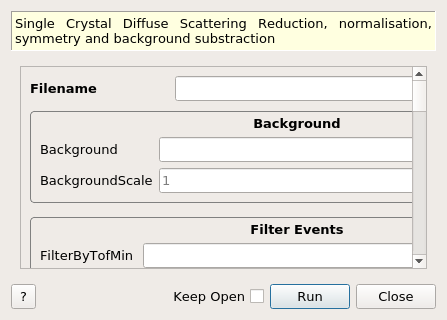 Single Crystal Diffuse Scattering Reduction, normalisation,
symmetry and background substraction
Filename
Background
Background
BackgroundScale 1
Filter Events
FilterByTofMin
? Keep Open Run Close